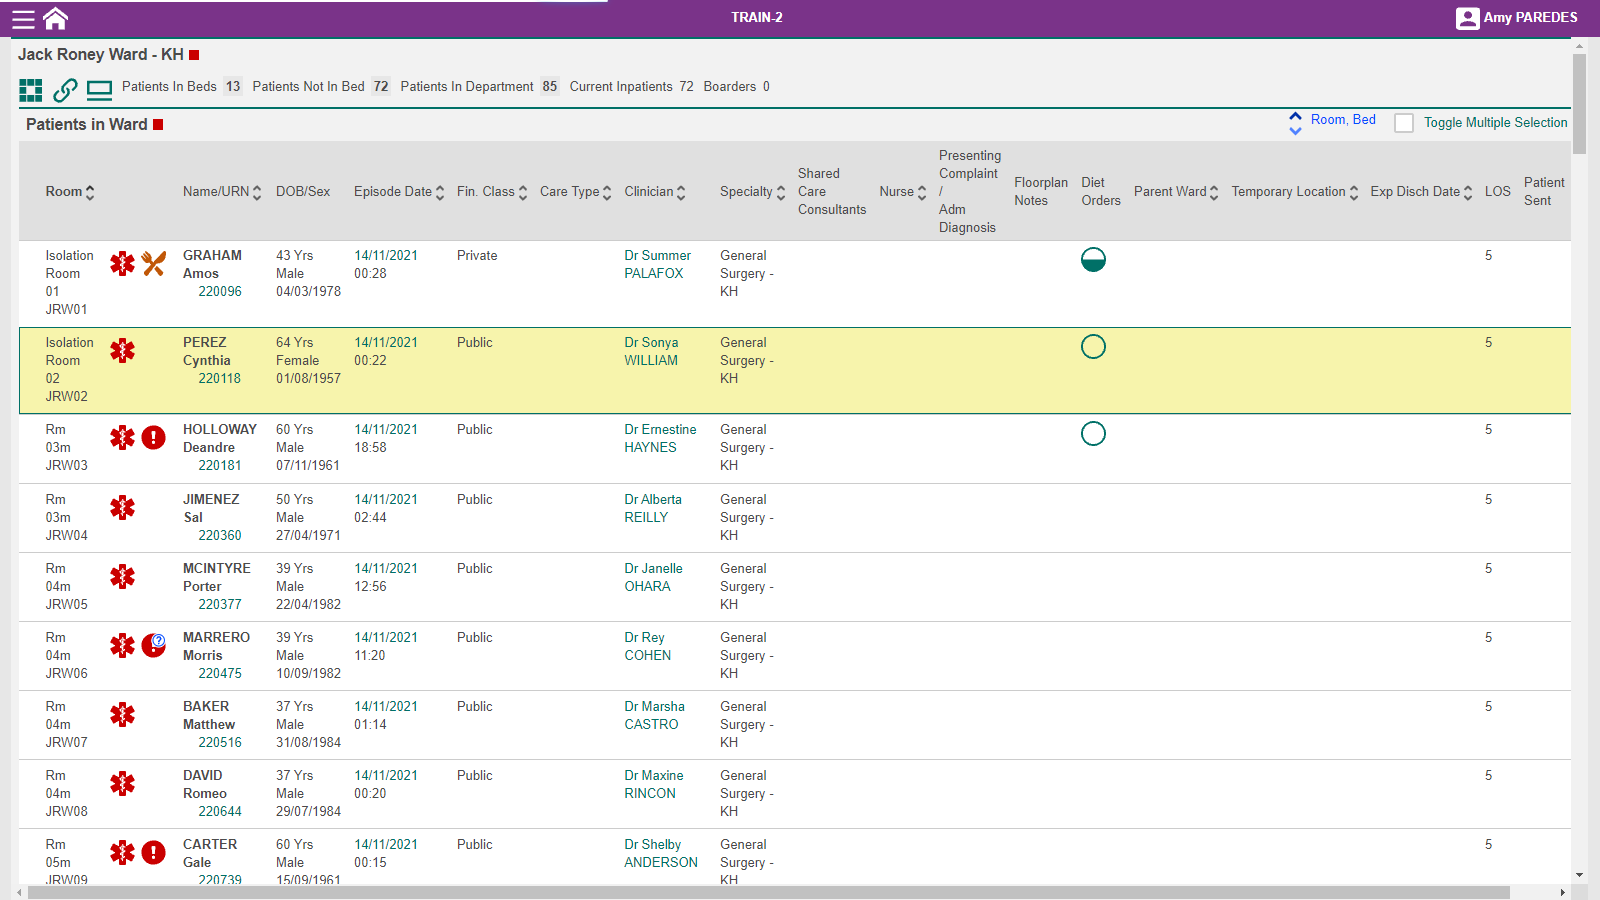 TRAIN-2
Amy PAREDES
Jack Roney Ward - KH
Patients In Beds 13 Patients Not In Bed 72 Patients In Department 85 Current Inpatients 72 Boarders 0
Patients in Ward
Room, Bed
Toggle Multiple Selection
Room Name/URN DOB/Sex Episode Date Fin. Class Care Type Clinician Specialty Shared Care Consultants Nurse Presenting Complaint / Adm Diagnosis Floorplan Notes Diet Orders Parent Ward Temporary Location Exp Disch Date LOS Patient Sent
Isolation GRAHAM 43 Yrs 14/11/2021 Private Dr Summer General 5
Room Amos Male 00:28 PALAFOX Surgery -
01 220096 04/03/1978 KH
JRW01
Isolation PEREZ 64 Yrs 14/11/2021 Public Dr Sonya General 5
Room Cynthia Female 00:22 WILLIAM Surgery -
02 220118 01/08/1957 KH
JRW02
Rm HOLLOWAY 60 Yrs 14/11/2021 Public Dr Ernestine General 5
03m Deandre Male 18:58 HAYNES Surgery -
JRW03 220181 07/11/1961 KH
Rm JIMENEZ 50 Yrs 14/11/2021 Public Dr Alberta General 5
03m Sal Male 02:44 REILLY Surgery -
JRW04 220360 27/04/1971 KH
Rm MCINTYRE 39 Yrs 14/11/2021 Public Dr Janelle General 5
04m Porter Male 12:56 OHARA Surgery -
JRW05 220377 22/04/1982 KH
Rm MARRERO 39 Yrs 14/11/2021 Public Dr Rey General 5
04m Morris Male 11:20 COHEN Surgery -
JRW06 220475 10/09/1982 KH
Rm BAKER 37 Yrs 14/11/2021 Public Dr Marsha General 5
04m Matthew Male 01:14 CASTRO Surgery -
JRW07 220516 31/08/1984 KH
Rm DAVID 37 Yrs 14/11/2021 Public Dr Maxine General 5
04m Romeo Male 00:20 RINCON Surgery -
JRW08 220644 29/07/1984 KH
Rm CARTER 60 Yrs 14/11/2021 Public Dr Shelby General 5
05m Gale Male 00:15 ANDERSON Surgery -
JRW09 220739 15/09/1961 KH